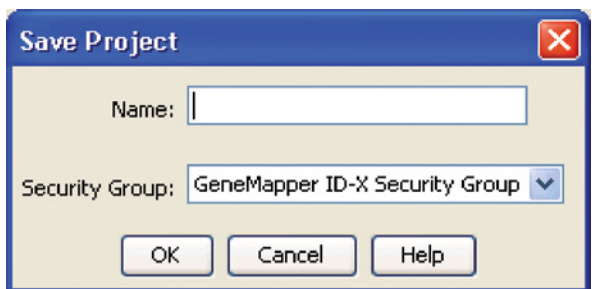 Save Project
Name:
Security Group: GeneMapper ID-X Security Group
OK Cancel Help